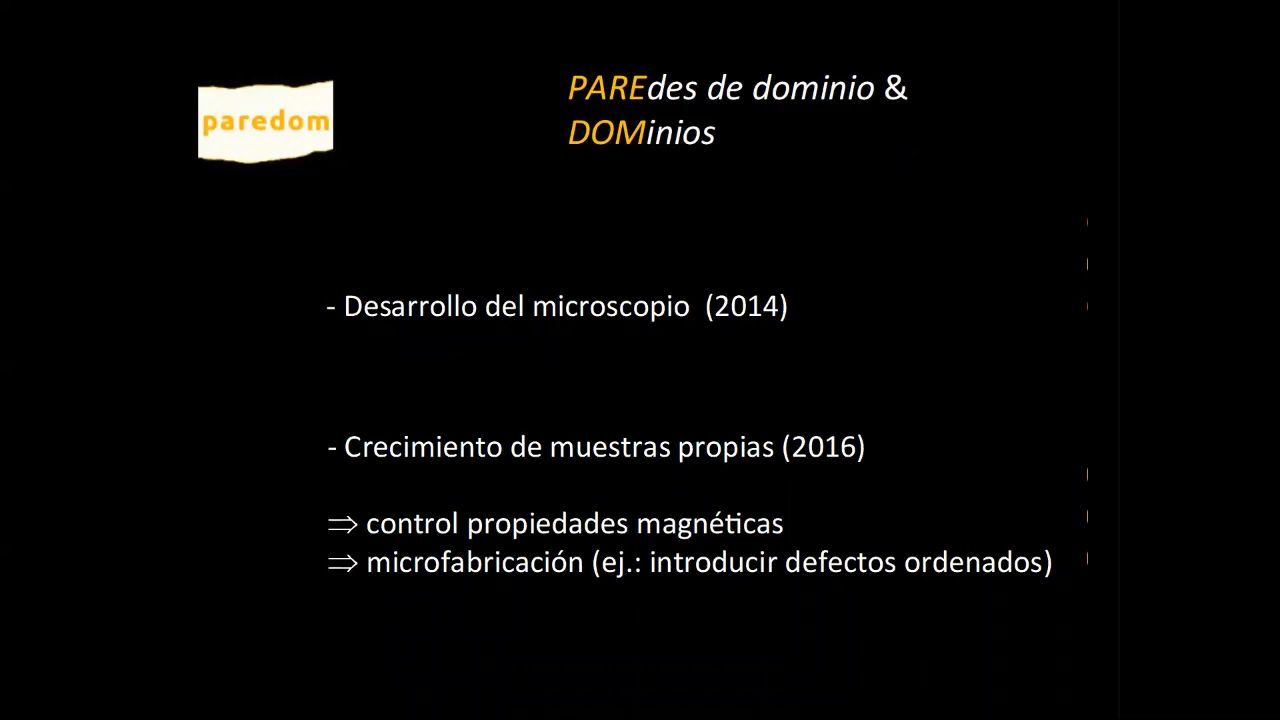 paredom
PAREdes de dominio &
DOMinios
- Desarrollo del microscopio (2014)
- Crecimiento de muestras propias (2016)
⇒ control propiedades magnéticas
⇒ microfabricación (ej.: introducir defectos ordenados)